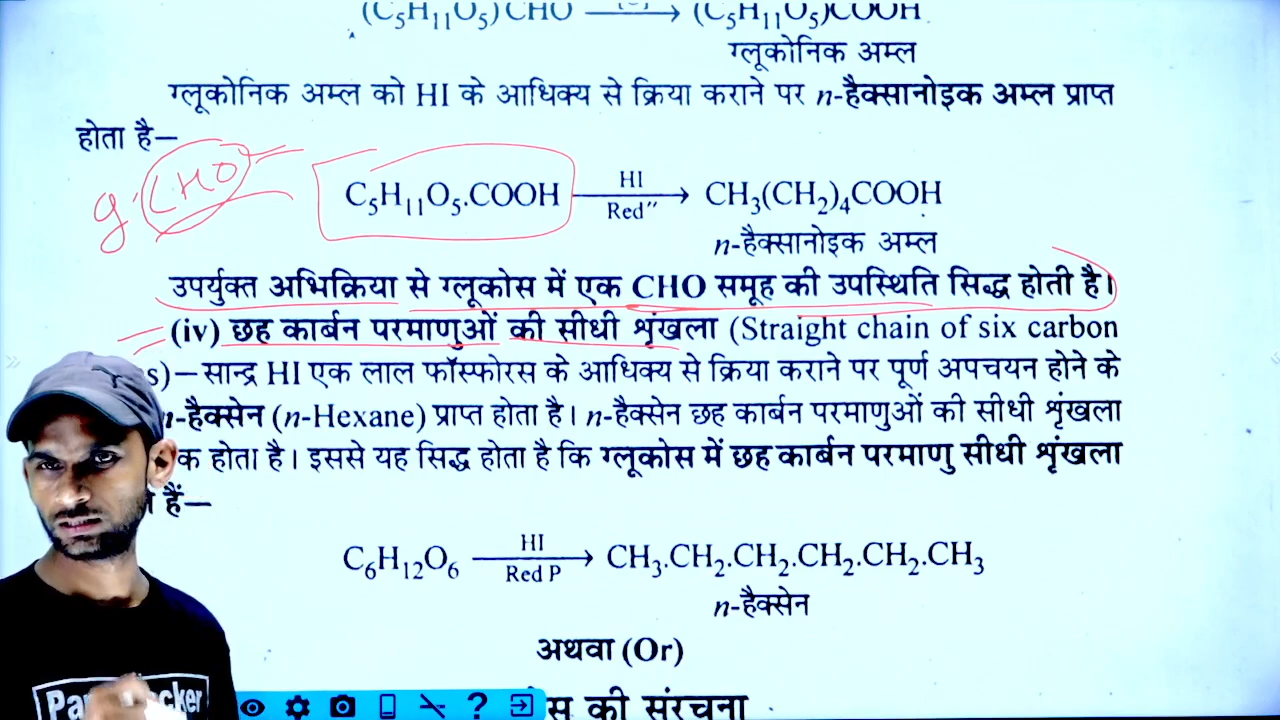 (C5H11O5)CHO ⟶ (C5H11O5)COOH
ग्लूकोनिक अम्ल
ग्लूकोनिक अम्ल को HI के आधिक्य से क्रिया कराने पर n-हैक्सानोइक अम्ल प्राप्त
होता है—
g CHO
C5H11O5.COOH HI Red" ⟶ CH3(CH2)4COOH
n-हैक्सानोइक अम्ल
उपर्युक्त अभिक्रिया से ग्लूकोस में एक CHO समूह की उपस्थिति सिद्ध होती है।
(iv) छह कार्बन परमाणुओं की सीधी शृंखला (Straight chain of six carbon
s)—सान्द्र HI एक लाल फॉस्फोरस के आधिक्य से क्रिया कराने पर पूर्ण अपचयन होने के
n-हैक्सेन (n-Hexane) प्राप्त होता है। n-हैक्सेन छह कार्बन परमाणुओं की सीधी शृंखला
क होता है। इससे यह सिद्ध होता है कि ग्लूकोस में छह कार्बन परमाणु सीधी शृंखला
हैं—
C6H12O6 HI Red P ⟶ CH3.CH2.CH2.CH2.CH2.CH3
n-हैक्सेन
अथवा (Or)
स की संरचना